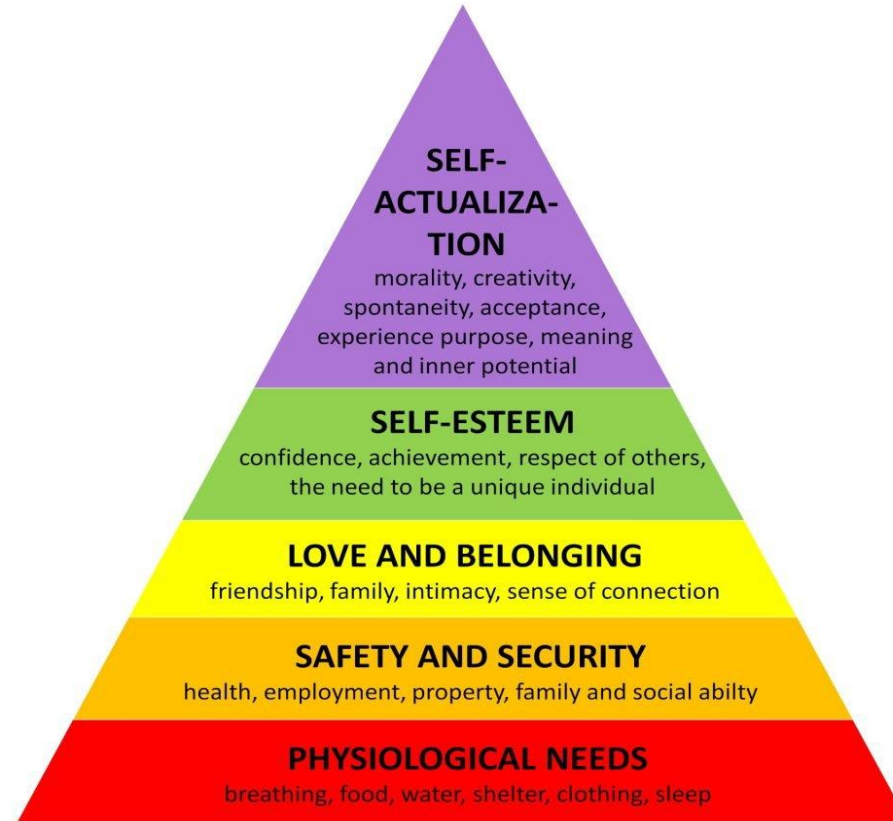 SELF-
ACTUALIZA-
TION
morality, creativity,
spontaneity, acceptance,
experience purpose, meaning
and inner potential
SELF-ESTEEM
confidence, achievement, respect of others,
the need to be a unique individual
LOVE AND BELONGING
friendship, family, intimacy, sense of connection
SAFETY AND SECURITY
health, employment, property, family and social abilty
PHYSIOLOGICAL NEEDS
breathing, food, water, shelter, clothing, sleep